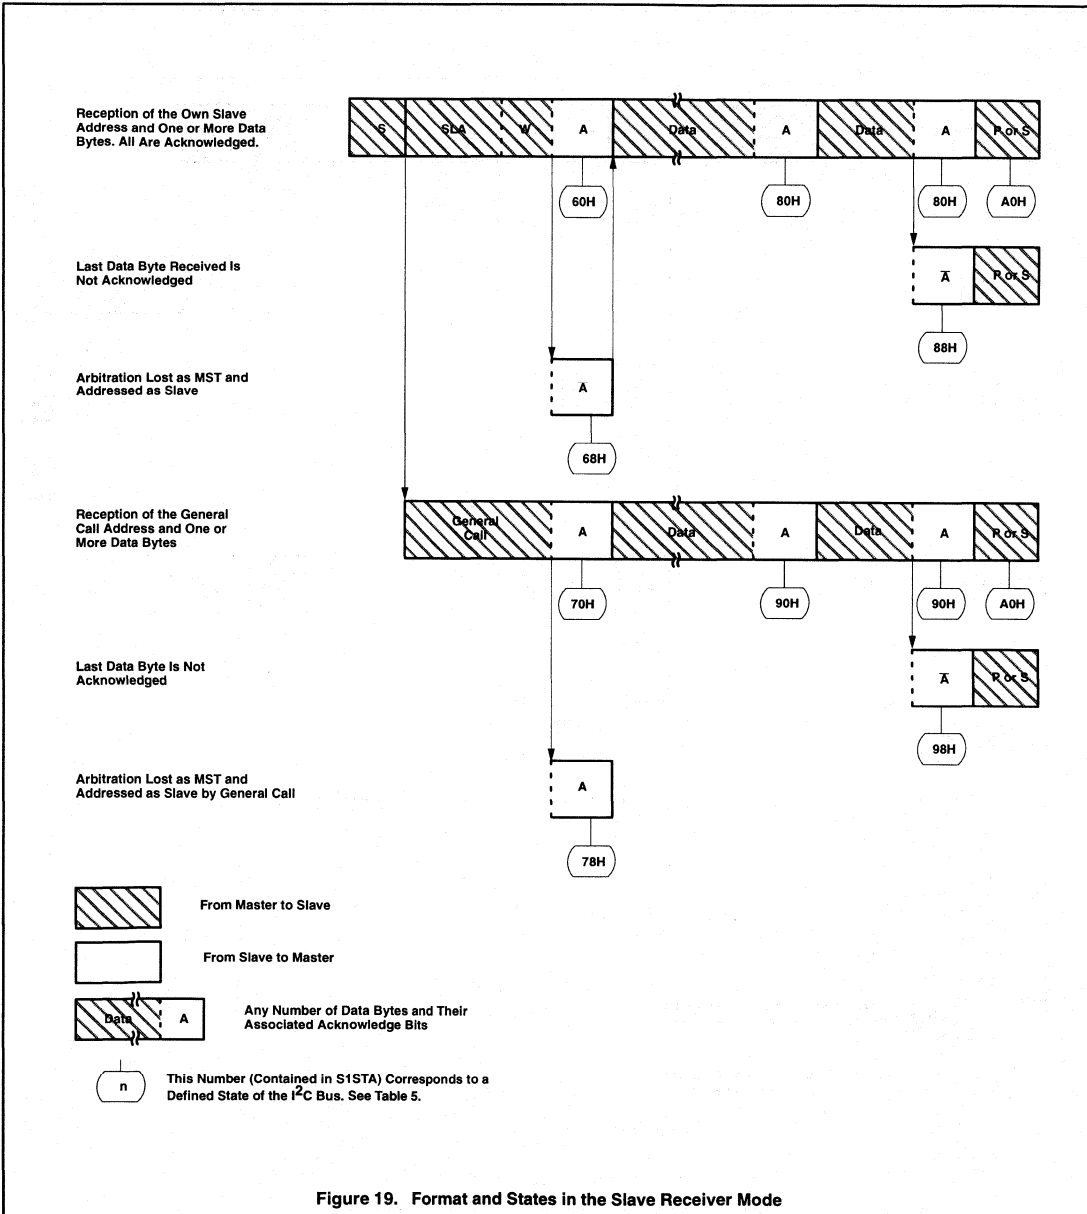 Reception of the Own Slave
Address and One or More Data
Bytes. All Are Acknowledged.
S SLA W A Data A Data A P or S
60H 80H 80H A0H
Last Data Byte Received Is
Not Acknowledged
A̅ P or S
88H
Arbitration Lost as MST and
Addressed as Slave
A̅
68H
Reception of the General
Call Address and One or
More Data Bytes
General
Call
A Data A Data A P or S
70H 90H 90H A0H
Last Data Byte Is Not
Acknowledged
A̅ P or S
98H
Arbitration Lost as MST and
Addressed as Slave by General Call
A
78H
From Master to Slave
From Slave to Master
Data A
Any Number of Data Bytes and Their
Associated Acknowledge Bits
n
This Number (Contained in S1STA) Corresponds to a
Defined State of the I²C Bus. See Table 5.
Figure 19. Format and States in the Slave Receiver Mode